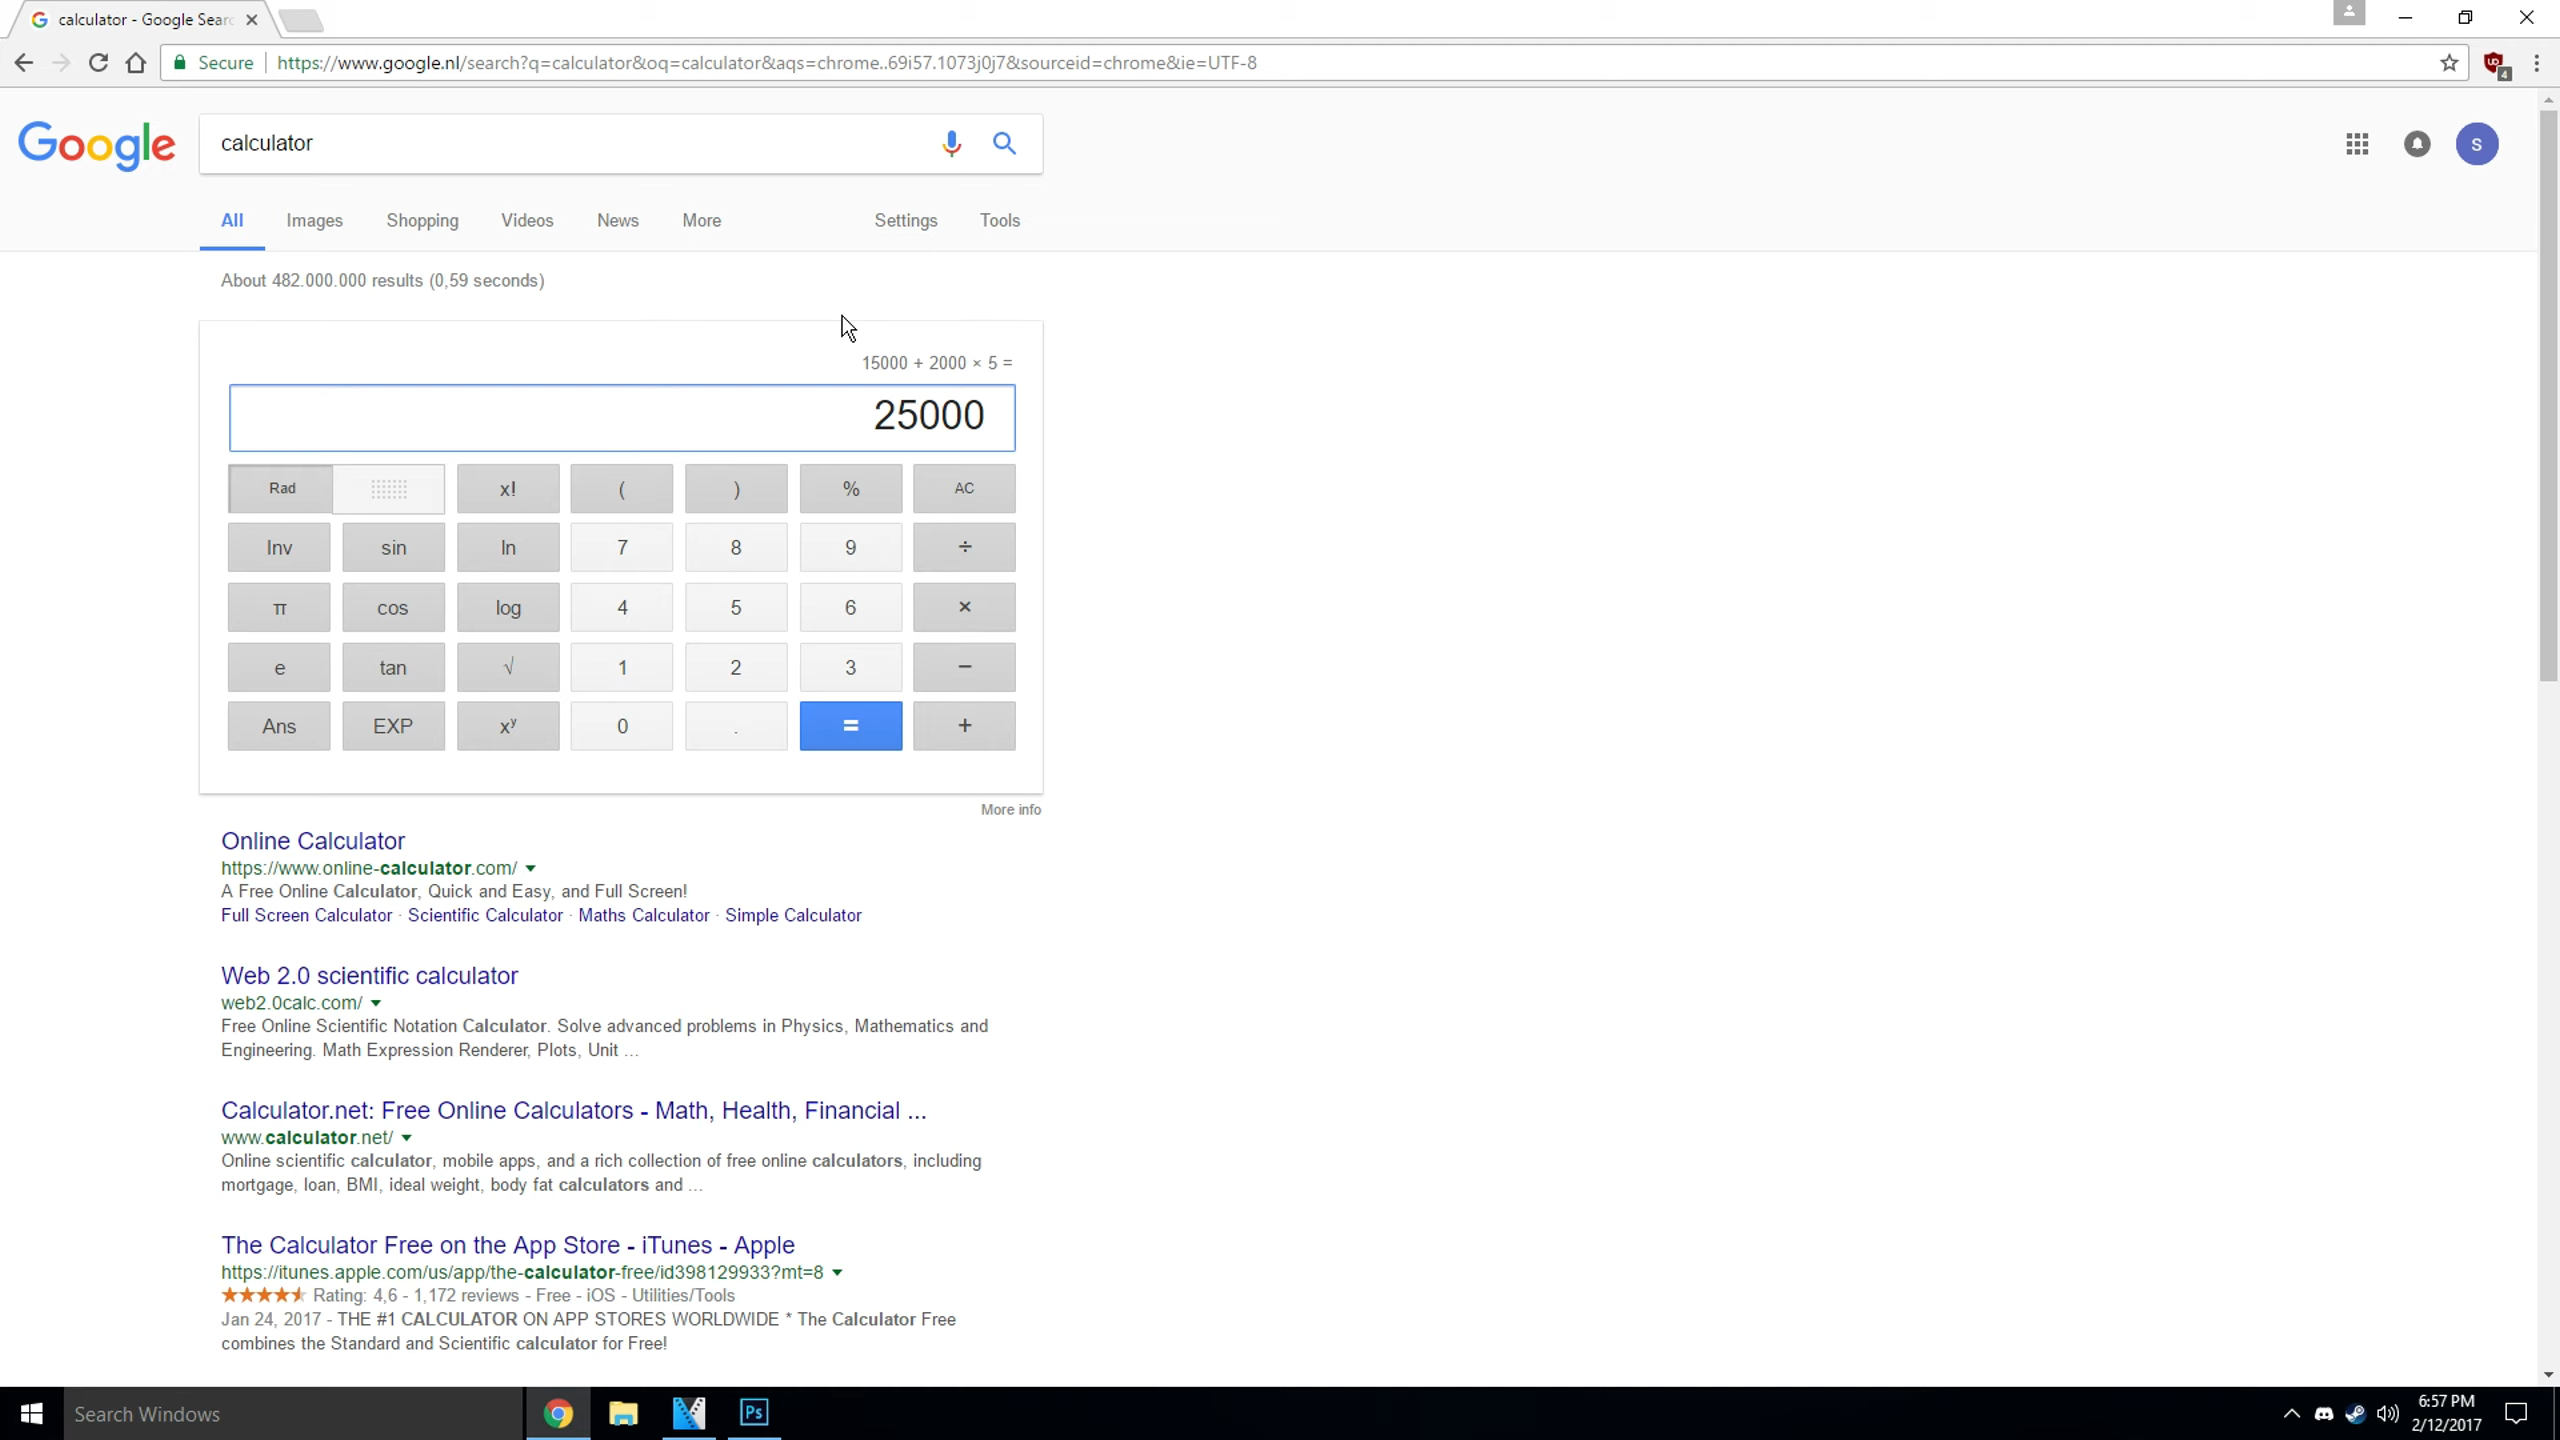 calculator - Google Sear
Secure https://www.google.nl/search?q=calculator&oq=calculator&aqs=chrome..69i57.1073j0j7&sourceid=chrome&ie=UTF-8
4
Google
calculator
S
All Images Shopping Videos News More Settings Tools
About 482.000.000 results (0,59 seconds)
15000 + 2000 × 5 =
25000
Rad x! ( ) % AC
Inv sin ln 7 8 9 ÷
π cos log 4 5 6 ×
e tan √ 1 2 3 −
Ans EXP xʸ 0 . = +
More info
Online Calculator
https://www.online-calculator.com/
A Free Online Calculator, Quick and Easy, and Full Screen!
Full Screen Calculator · Scientific Calculator · Maths Calculator · Simple Calculator
Web 2.0 scientific calculator
web2.0calc.com/
Free Online Scientific Notation Calculator. Solve advanced problems in Physics, Mathematics and
Engineering. Math Expression Renderer, Plots, Unit ...
Calculator.net: Free Online Calculators - Math, Health, Financial ...
www.calculator.net/
Online scientific calculator, mobile apps, and a rich collection of free online calculators, including
mortgage, loan, BMI, ideal weight, body fat calculators and ...
The Calculator Free on the App Store - iTunes - Apple
https://itunes.apple.com/us/app/the-calculator-free/id398129933?mt=8
Rating: 4,6 - 1,172 reviews - Free - iOS - Utilities/Tools
Jan 24, 2017 - THE #1 CALCULATOR ON APP STORES WORLDWIDE * The Calculator Free
combines the Standard and Scientific calculator for Free!
Search Windows
Ps
6:57 PM
2/12/2017